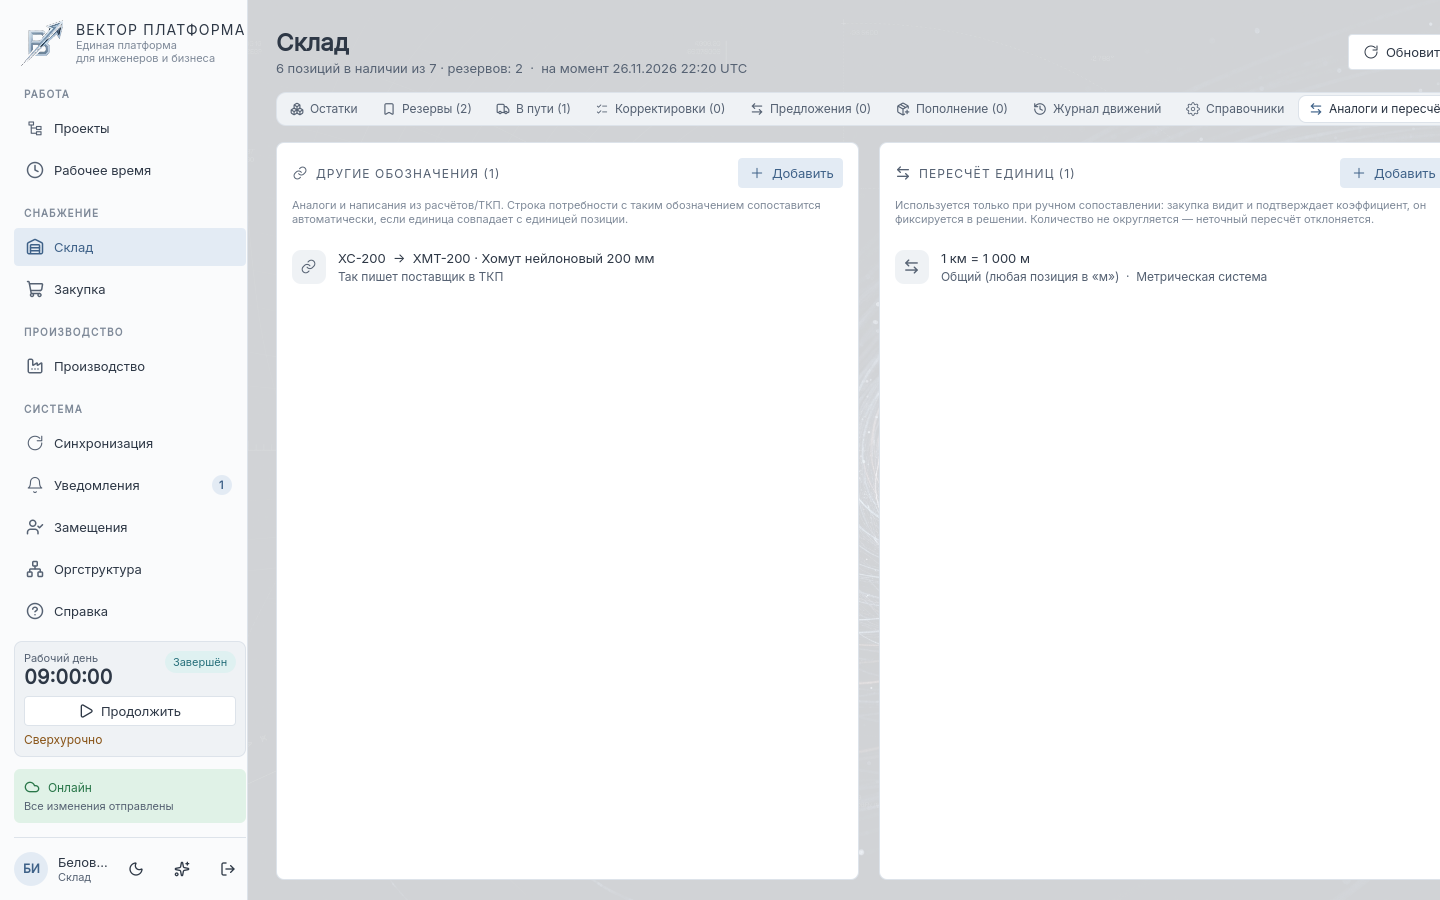 ВЕКТОР ПЛАТФОРМА
Единая платформа
для инженеров и бизнеса
РАБОТА
Проекты
Рабочее время
СНАБЖЕНИЕ
Склад
Закупка
ПРОИЗВОДСТВО
Производство
СИСТЕМА
Синхронизация
Уведомления 1
Замещения
Оргструктура
Справка
Рабочий день
Завершён
09:00:00
Продолжить
Сверхурочно
Онлайн
Все изменения отправлены
БИ
Белов...
Склад
Склад
6 позиций в наличии из 7 · резервов: 2 · на момент 26.11.2026 22:20 UTC
Обновит
Остатки
Резервы (2)
В пути (1)
Корректировки (0)
Предложения (0)
Пополнение (0)
Журнал движений
Справочники
Аналоги и пересчё
ДРУГИЕ ОБОЗНАЧЕНИЯ (1)
Добавить
Аналоги и написания из расчётов/ТКП. Строка потребности с таким обозначением сопоставится
автоматически, если единица совпадает с единицей позиции.
ХС-200 → ХМТ-200 · Хомут нейлоновый 200 мм
Так пишет поставщик в ТКП
ПЕРЕСЧЁТ ЕДИНИЦ (1)
Добавить
Используется только при ручном сопоставлении: закупка видит и подтверждает коэффициент, он
фиксируется в решении. Количество не округляется — неточный пересчёт отклоняется.
1 км = 1 000 м
Общий (любая позиция в «м») · Метрическая система